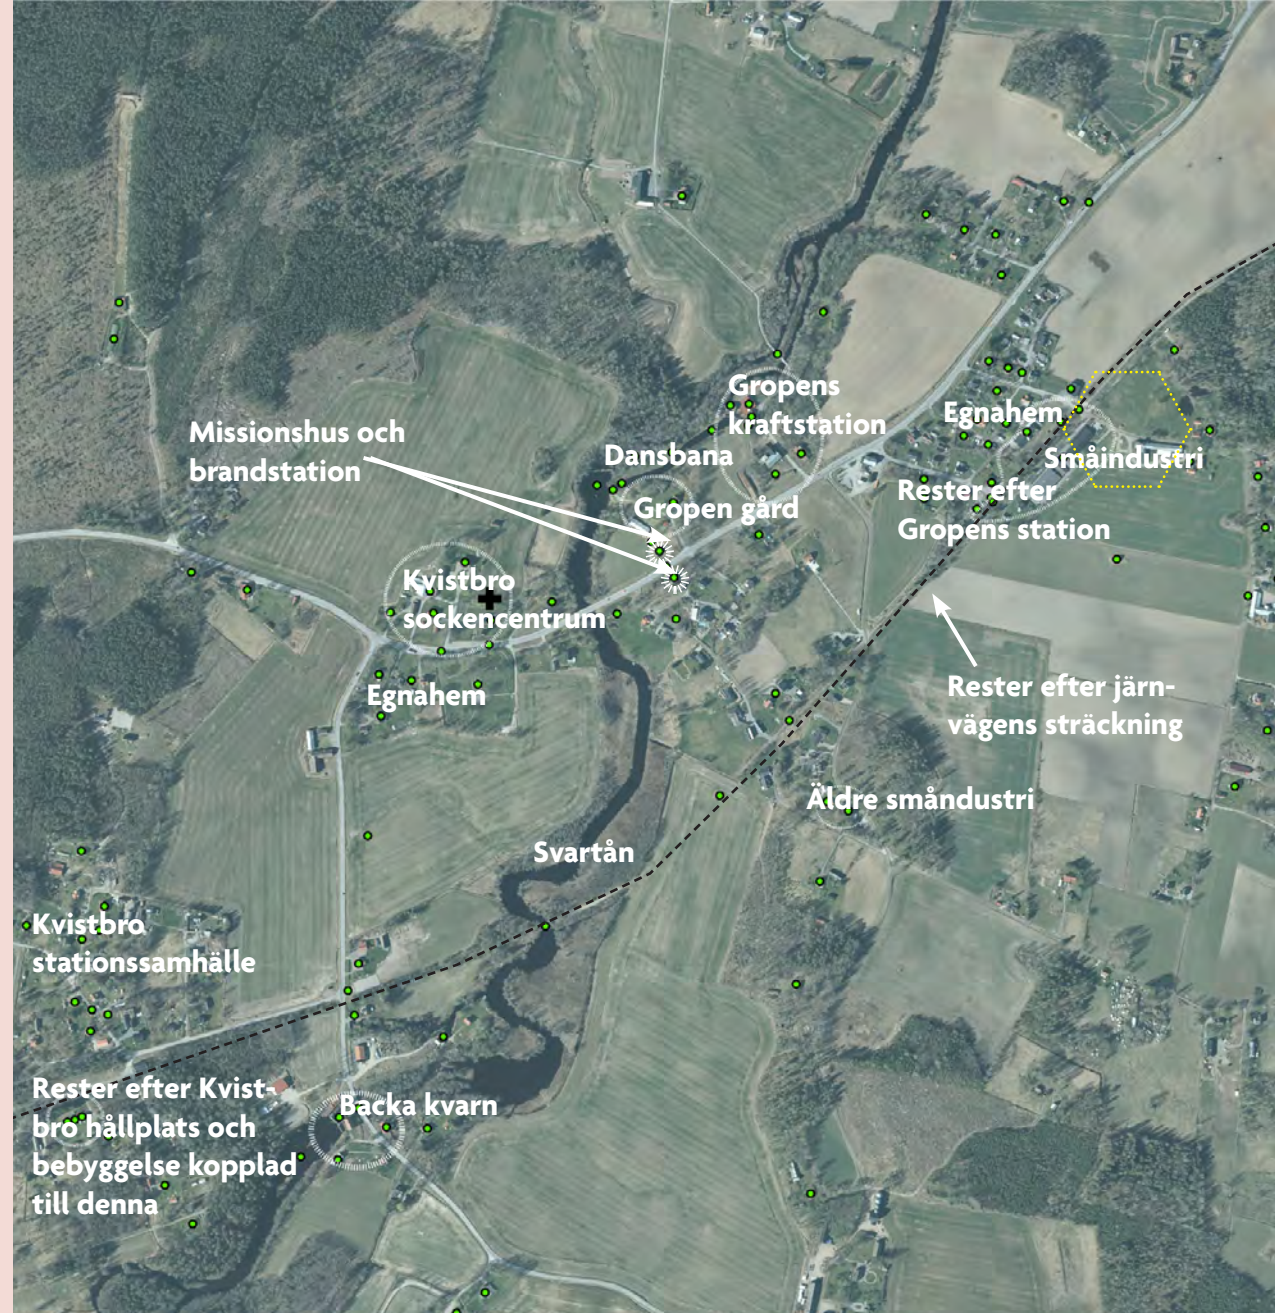 Gropens
kraftstation
Egnahem
Missionshus och
brandstation
Dansbana
Småindustri
Gropen gård
Rester efter
Gropens station
Kvistbro
sockencentrum
Egnahem
Rester efter järn-
vägens sträckning
Äldre småndustri
Svartån
Kvistbro
stationssamhälle
Rester efter Kvist-
bro hållplats och
bebyggelse kopplad
till denna
Backa kvarn